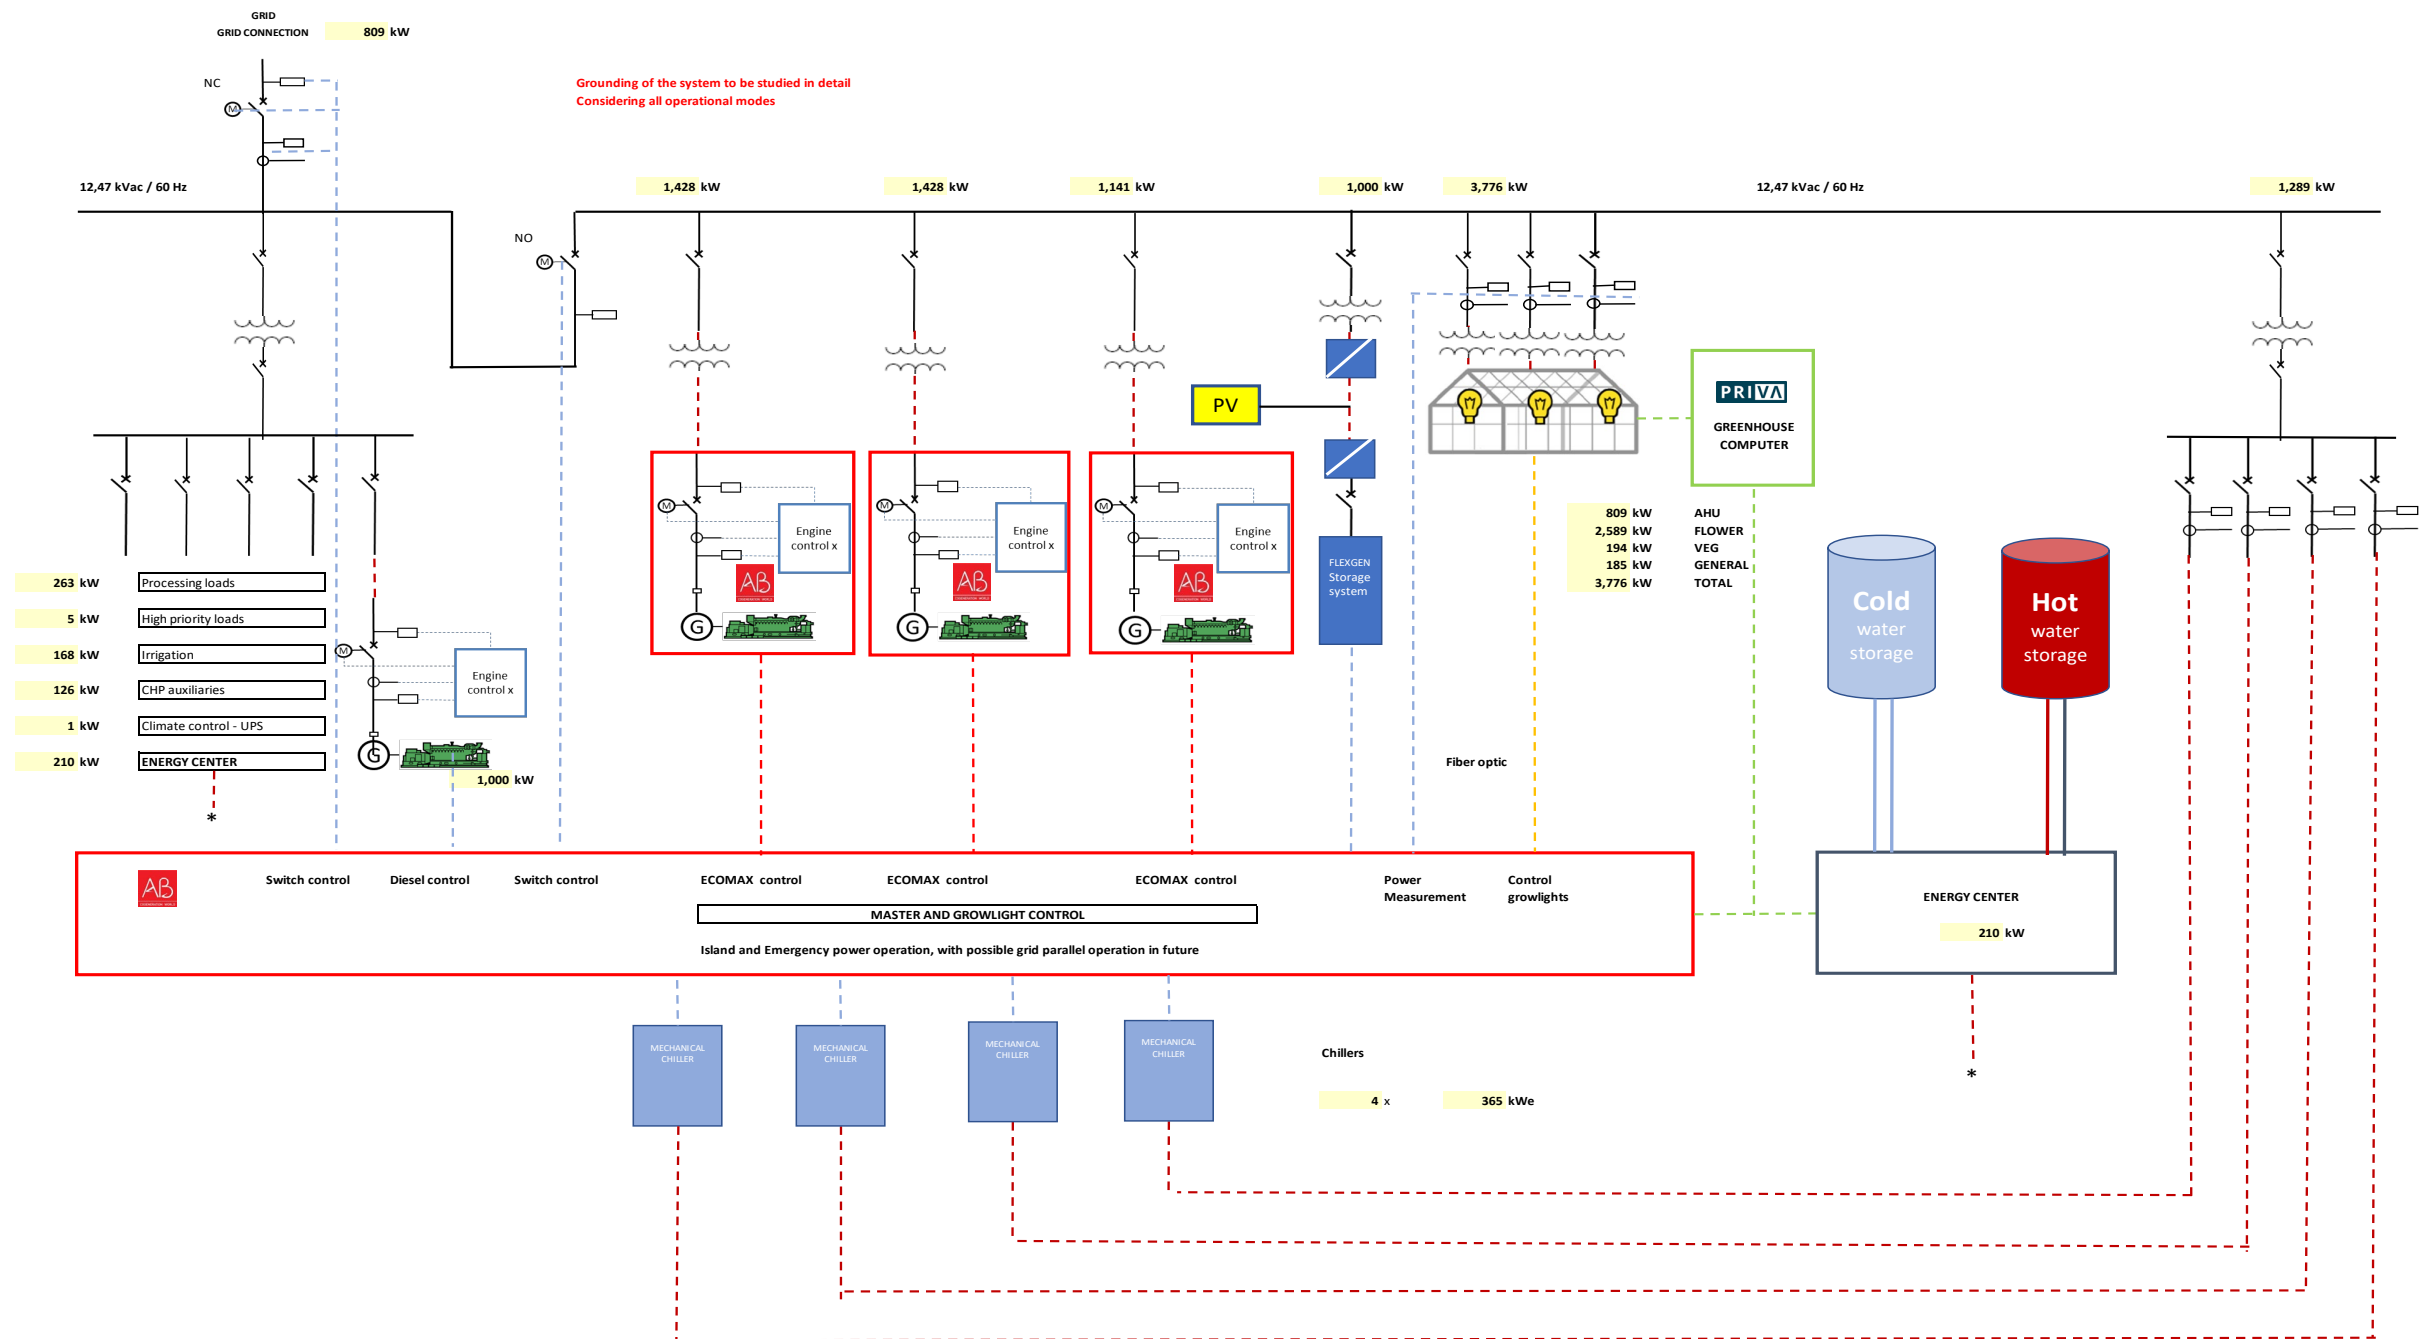 GRID
GRID CONNECTION 809 kW
NC
M
Grounding of the system to be studied in detail
Considering all operational modes
12,47 kVac / 60 Hz
1,428 kW
1,428 kW
1,141 kW
1,000 kW
3,776 kW
12,47 kVac / 60 Hz
1,289 kW
NO
M
PV
PRIVA
GREENHOUSE
COMPUTER
M
Engine
control x
AB
G
M
Engine
control x
AB
G
M
Engine
control x
AB
G
FLEXGEN
Storage
system
809 kW AHU
2,589 kW FLOWER
194 kW VEG
185 kW GENERAL
3,776 kW TOTAL
Cold
water
storage
Hot
water
storage
263 kW Processing loads
5 kW High priority loads
168 kW Irrigation
126 kW CHP auxiliaries
1 kW Climate control - UPS
210 kW ENERGY CENTER
*
M
Engine
control x
G
1,000 kW
Fiber optic
AB
Switch control
Diesel control
Switch control
ECOMAX control
ECOMAX control
ECOMAX control
Power
Measurement
Control
growlights
MASTER AND GROWLIGHT CONTROL
Island and Emergency power operation, with possible grid parallel operation in future
ENERGY CENTER
210 kW
*
MECHANICAL
CHILLER
MECHANICAL
CHILLER
MECHANICAL
CHILLER
MECHANICAL
CHILLER
Chillers
4 x 365 kWe